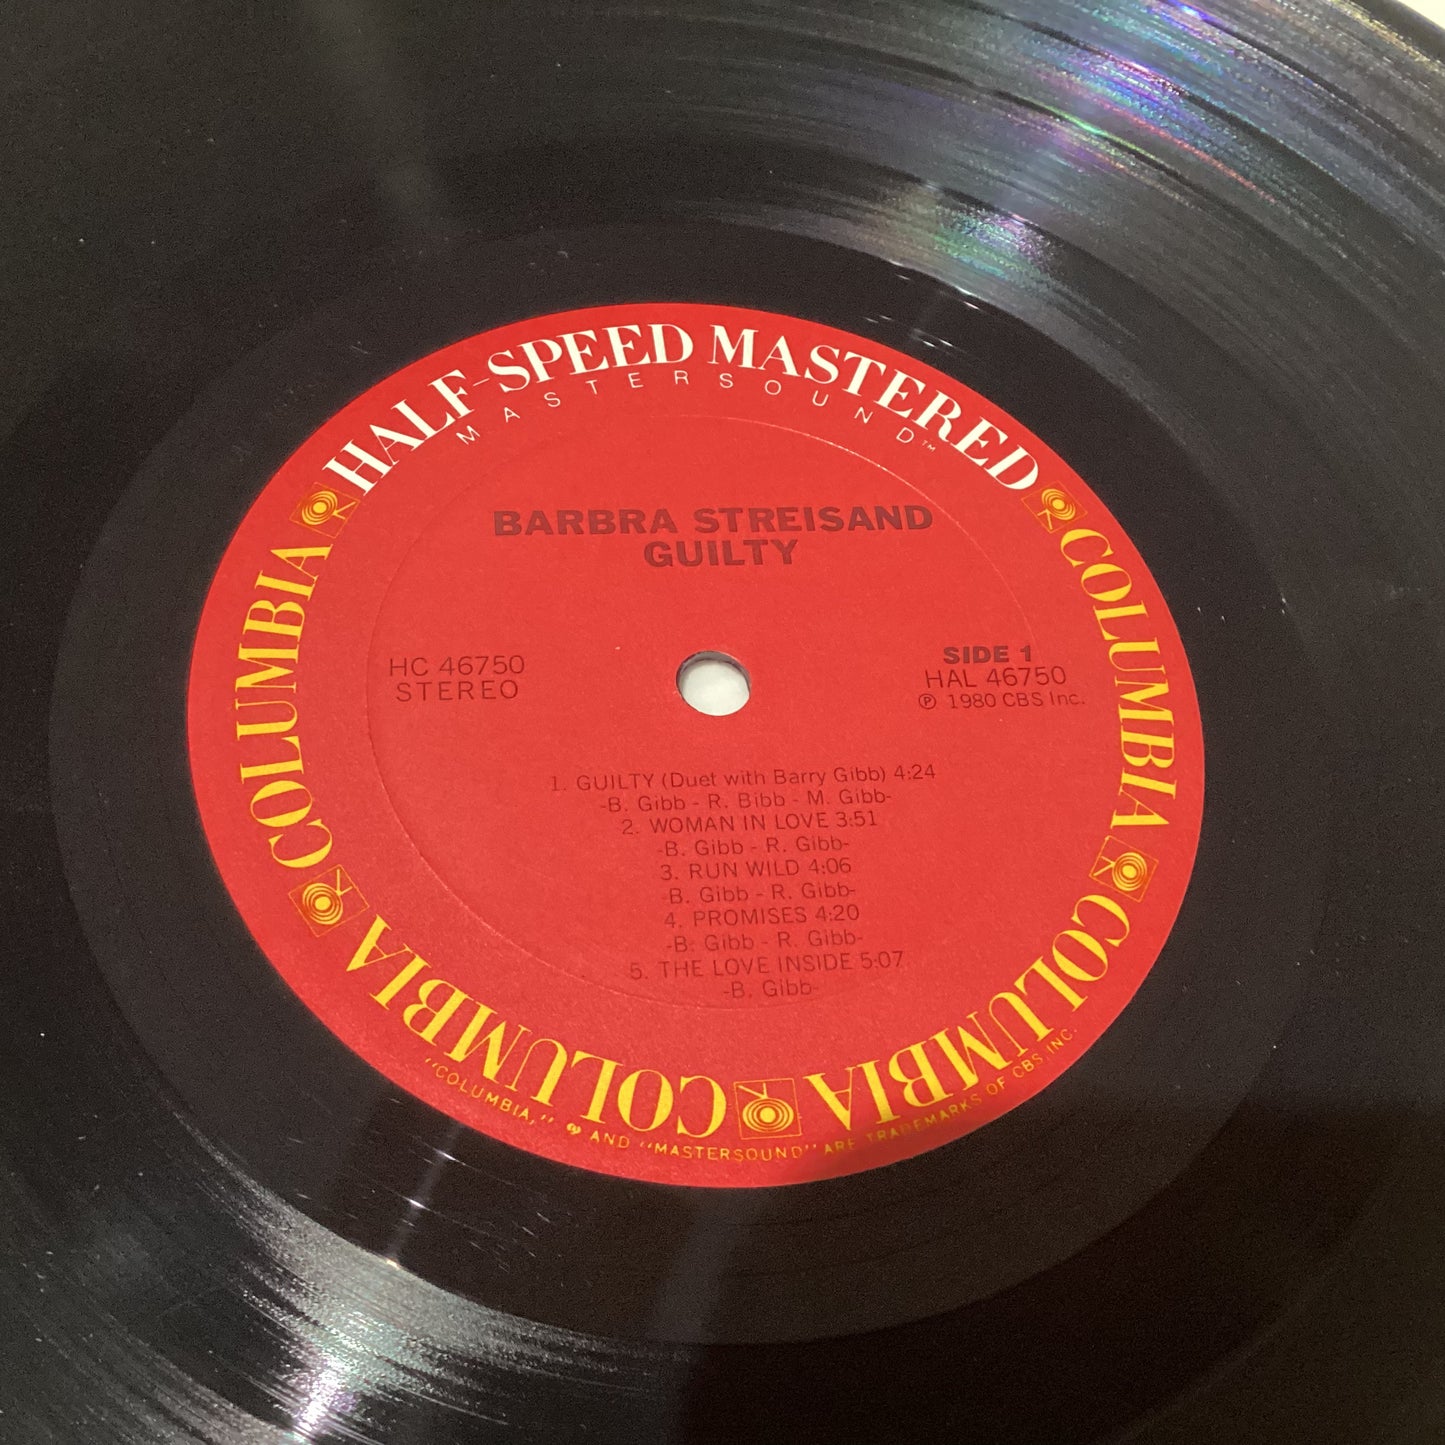 HALF-SPEED MASTERED
MASTERSOUND™
BARBRA STREISAND
GUILTY
HC 46750
STEREO
SIDE 1
HAL 46750
℗ 1980 CBS Inc.
1. GUILTY (Duet with Barry Gibb) 4:24
-B. Gibb - R. Bibb - M. Gibb-
2. WOMAN IN LOVE 3:51
-B. Gibb - R. Gibb-
3. RUN WILD 4:06
-B. Gibb - R. Gibb-
4. PROMISES 4:20
-B. Gibb - R. Gibb-
5. THE LOVE INSIDE 5:07
-B. Gibb-
COLUMBIA
COLUMBIA
COLUMBIA
COLUMBIA
COLUMBIA
COLUMBIA
"COLUMBIA," AND "MASTERSOUND" ARE TRADEMARKS OF CBS INC.